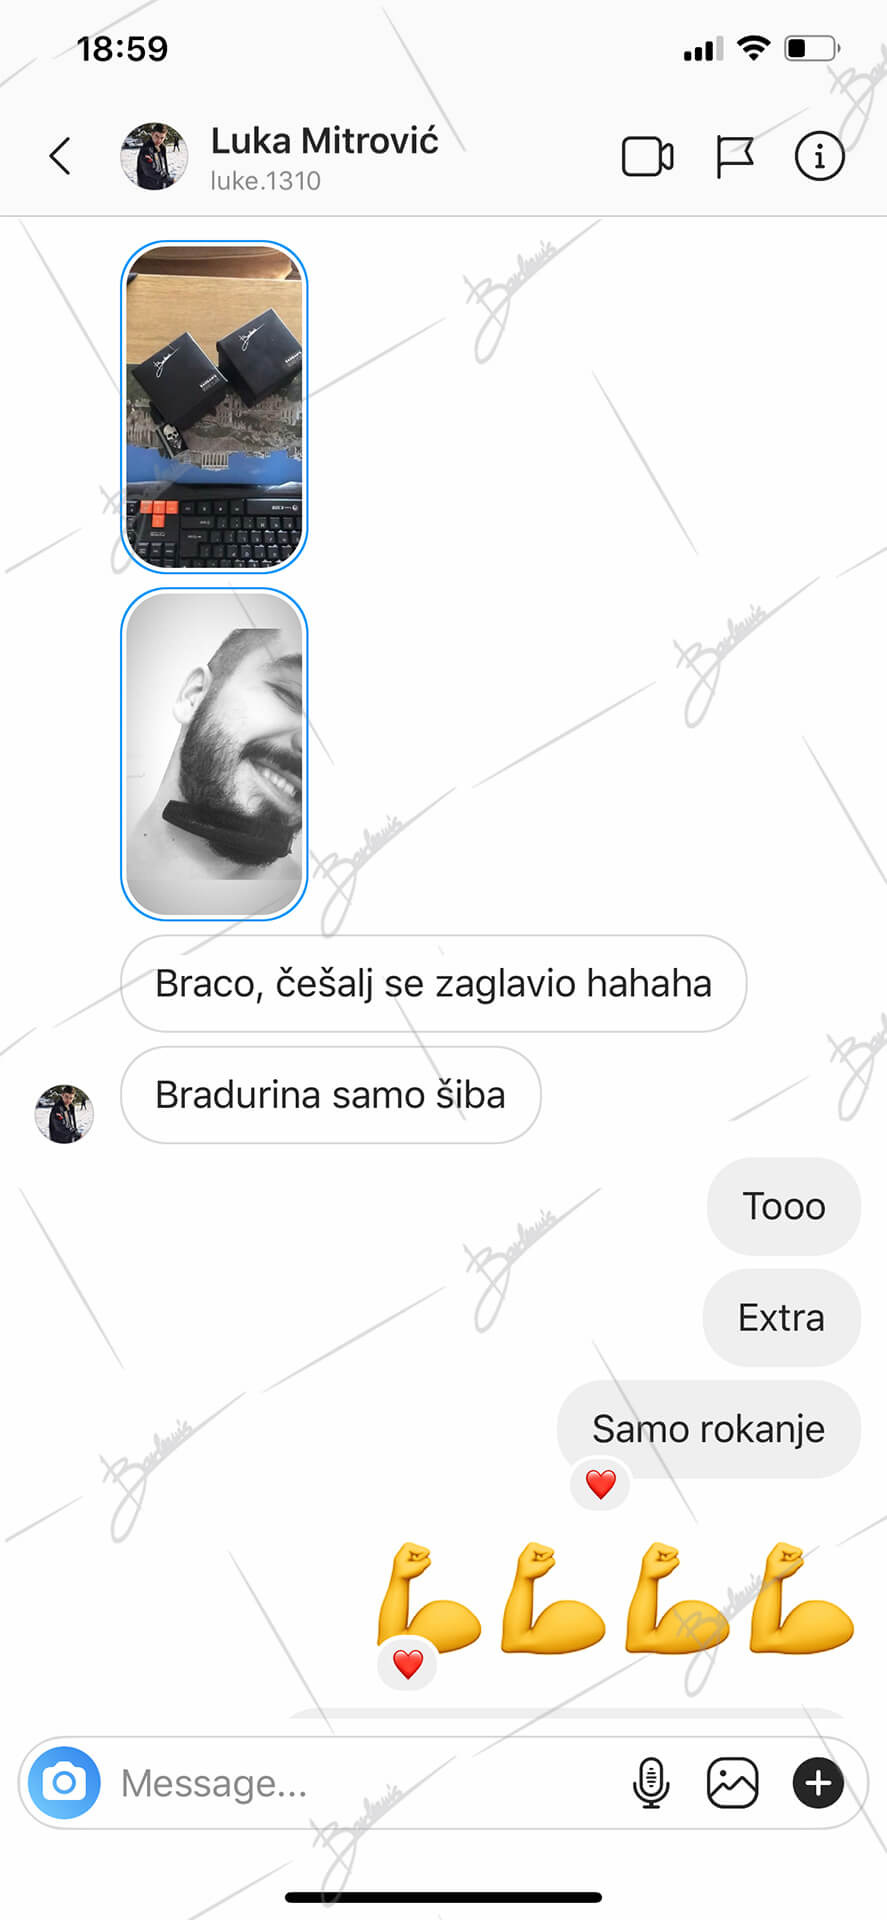 18:59
Luka Mitrović
luke.1310
Braco, češalj se zaglavio hahaha
Bradurina samo šiba
Tooo
Extra
Samo rokanje
Message...